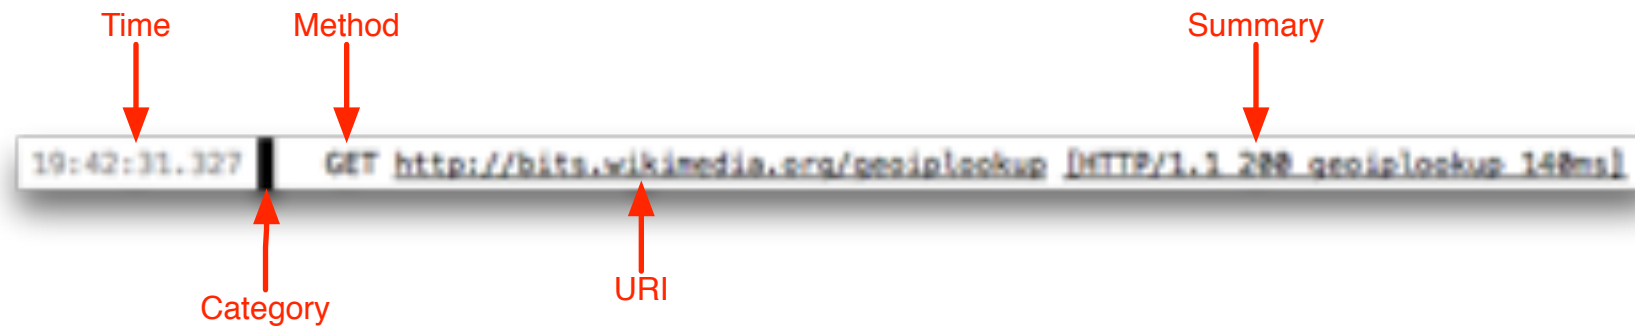 Time Method Summary
19:42:31.327 GET http://bits.wikimedia.org/geoiplookup [HTTP/1.1 200 geoiplookup 140ms]
Category URI